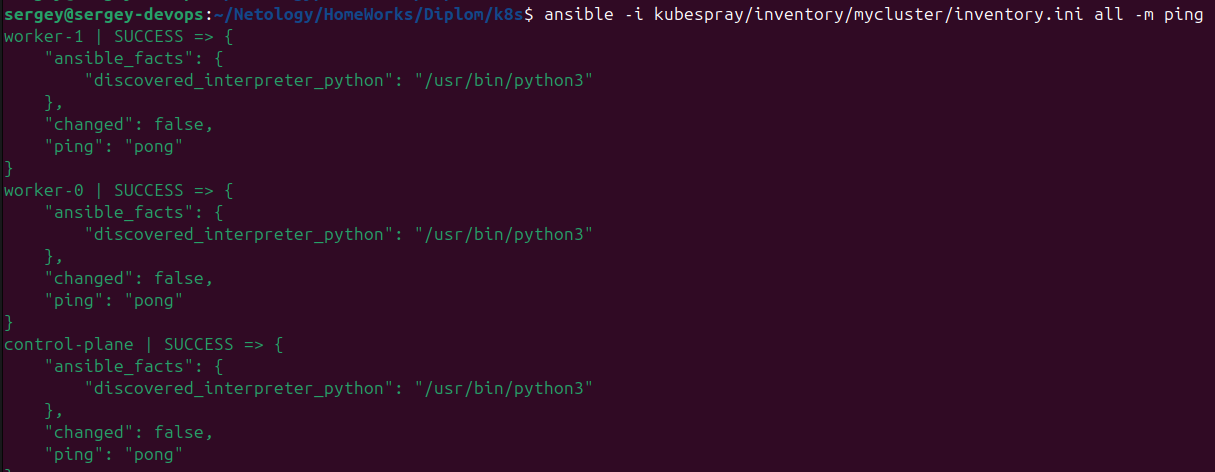 sergey@sergey-devops:~/Netology/HomeWorks/Diplom/k8s$ ansible -i kubespray/inventory/mycluster/inventory.ini all -m ping
worker-1 | SUCCESS => {
    "ansible_facts": {
        "discovered_interpreter_python": "/usr/bin/python3"
    },
    "changed": false,
    "ping": "pong"
}
worker-0 | SUCCESS => {
    "ansible_facts": {
        "discovered_interpreter_python": "/usr/bin/python3"
    },
    "changed": false,
    "ping": "pong"
}
control-plane | SUCCESS => {
    "ansible_facts": {
        "discovered_interpreter_python": "/usr/bin/python3"
    },
    "changed": false,
    "ping": "pong"